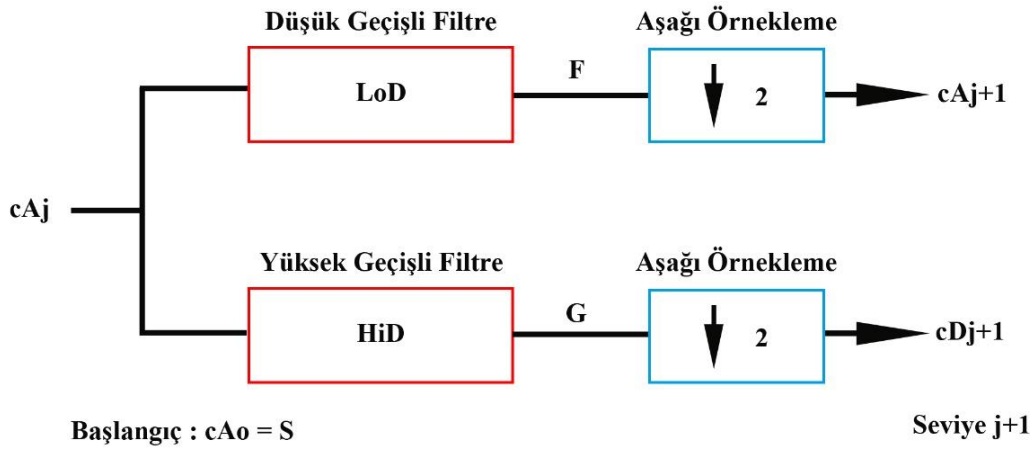 Düşük Geçişli Filtre
Aşağı Örnekleme
LoD
F
2
cAj+1
cAj
Yüksek Geçişli Filtre
Aşağı Örnekleme
HiD
G
2
cDj+1
Başlangıç : cAo = S
Seviye j+1